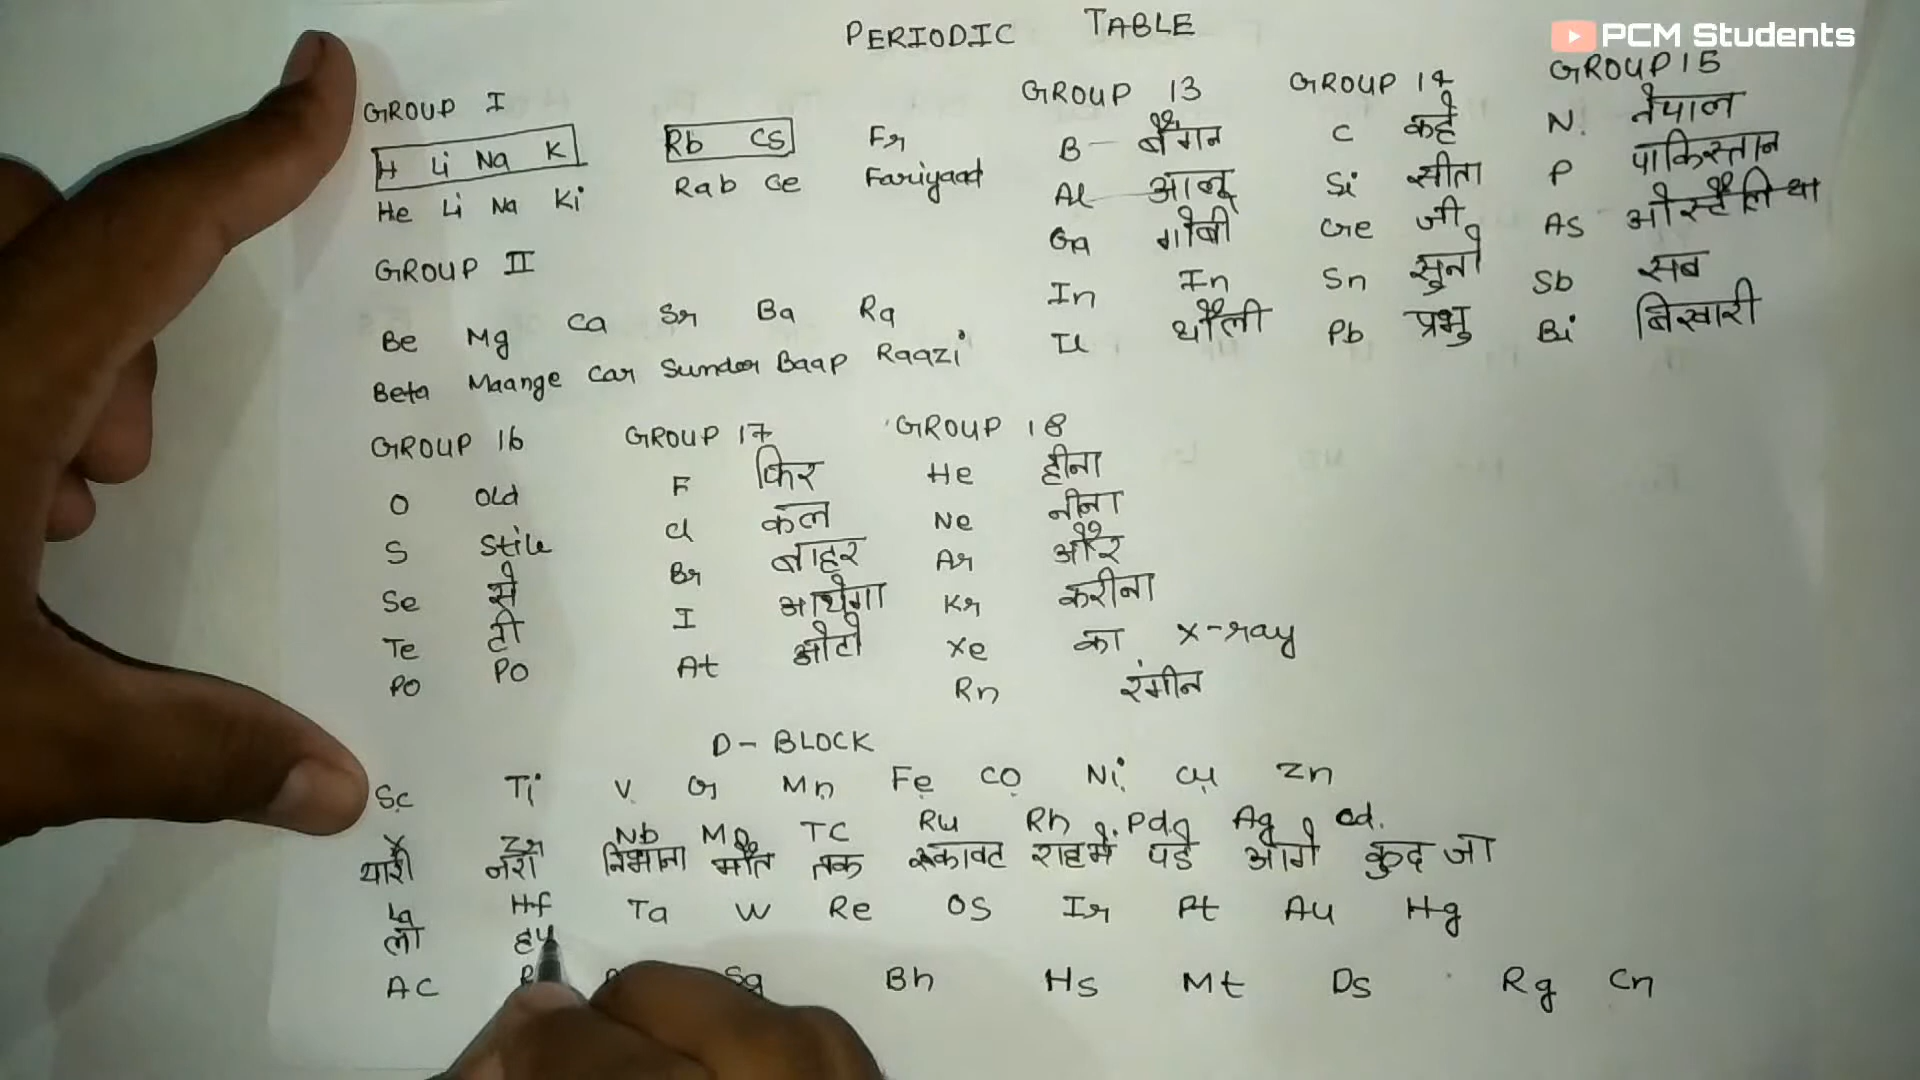 PERIODIC TABLE
PCM Students
GROUP I
H Li Na K Rb Cs Fr
He Li Na Ki Rab Ce Fariyaad
GROUP II
Be Mg Ca Sr Ba Ra
Beta Maange Car Sunder Baap Raazi
GROUP 13
B - बैंगन
Al - आलू
Ga गोबी
In In
Tl थैली
GROUP 14
C कहे
Si सीता
Ge जी
Sn सुनो
Pb प्रभु
GROUP 15
N नेपाल
P पाकिस्तान
As ओस्टैलिया
Sb सब
Bi बिखारी
GROUP 16
O Old
S Stile
Se से
Te टी
Po PO
GROUP 17
F फिर
Cl कल
Br बाहर
I आयेगा
At ओटो
GROUP 18
He हीना
Ne नीना
Ar और
Kr करीना
Xe का X-ray
Rn रंगीन
D - BLOCK
Sc Ti V Cr Mn Fe CO Ni Cu Zn
Y Zr Nb Mo TC Ru Rh Pd Ag Cd
यारी जरा निभाना मौत तक रुकावट राहमें पडे आगे कुद जा
La Hf Ta W Re OS Ir Pt Au Hg
ला
AC Sg Bh Hs Mt Ds Rg Cn